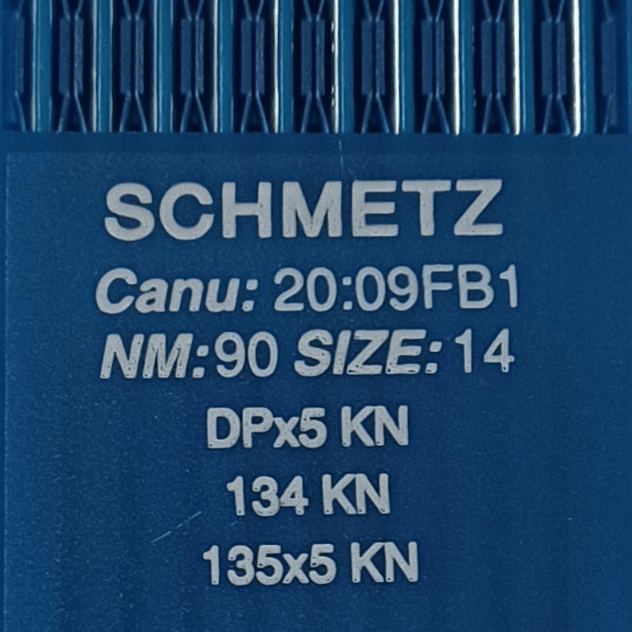 SCHMETZ
Canu: 20:09FB1
NM:90 SIZE:14
DPx5 KN
134 KN
135x5 KN